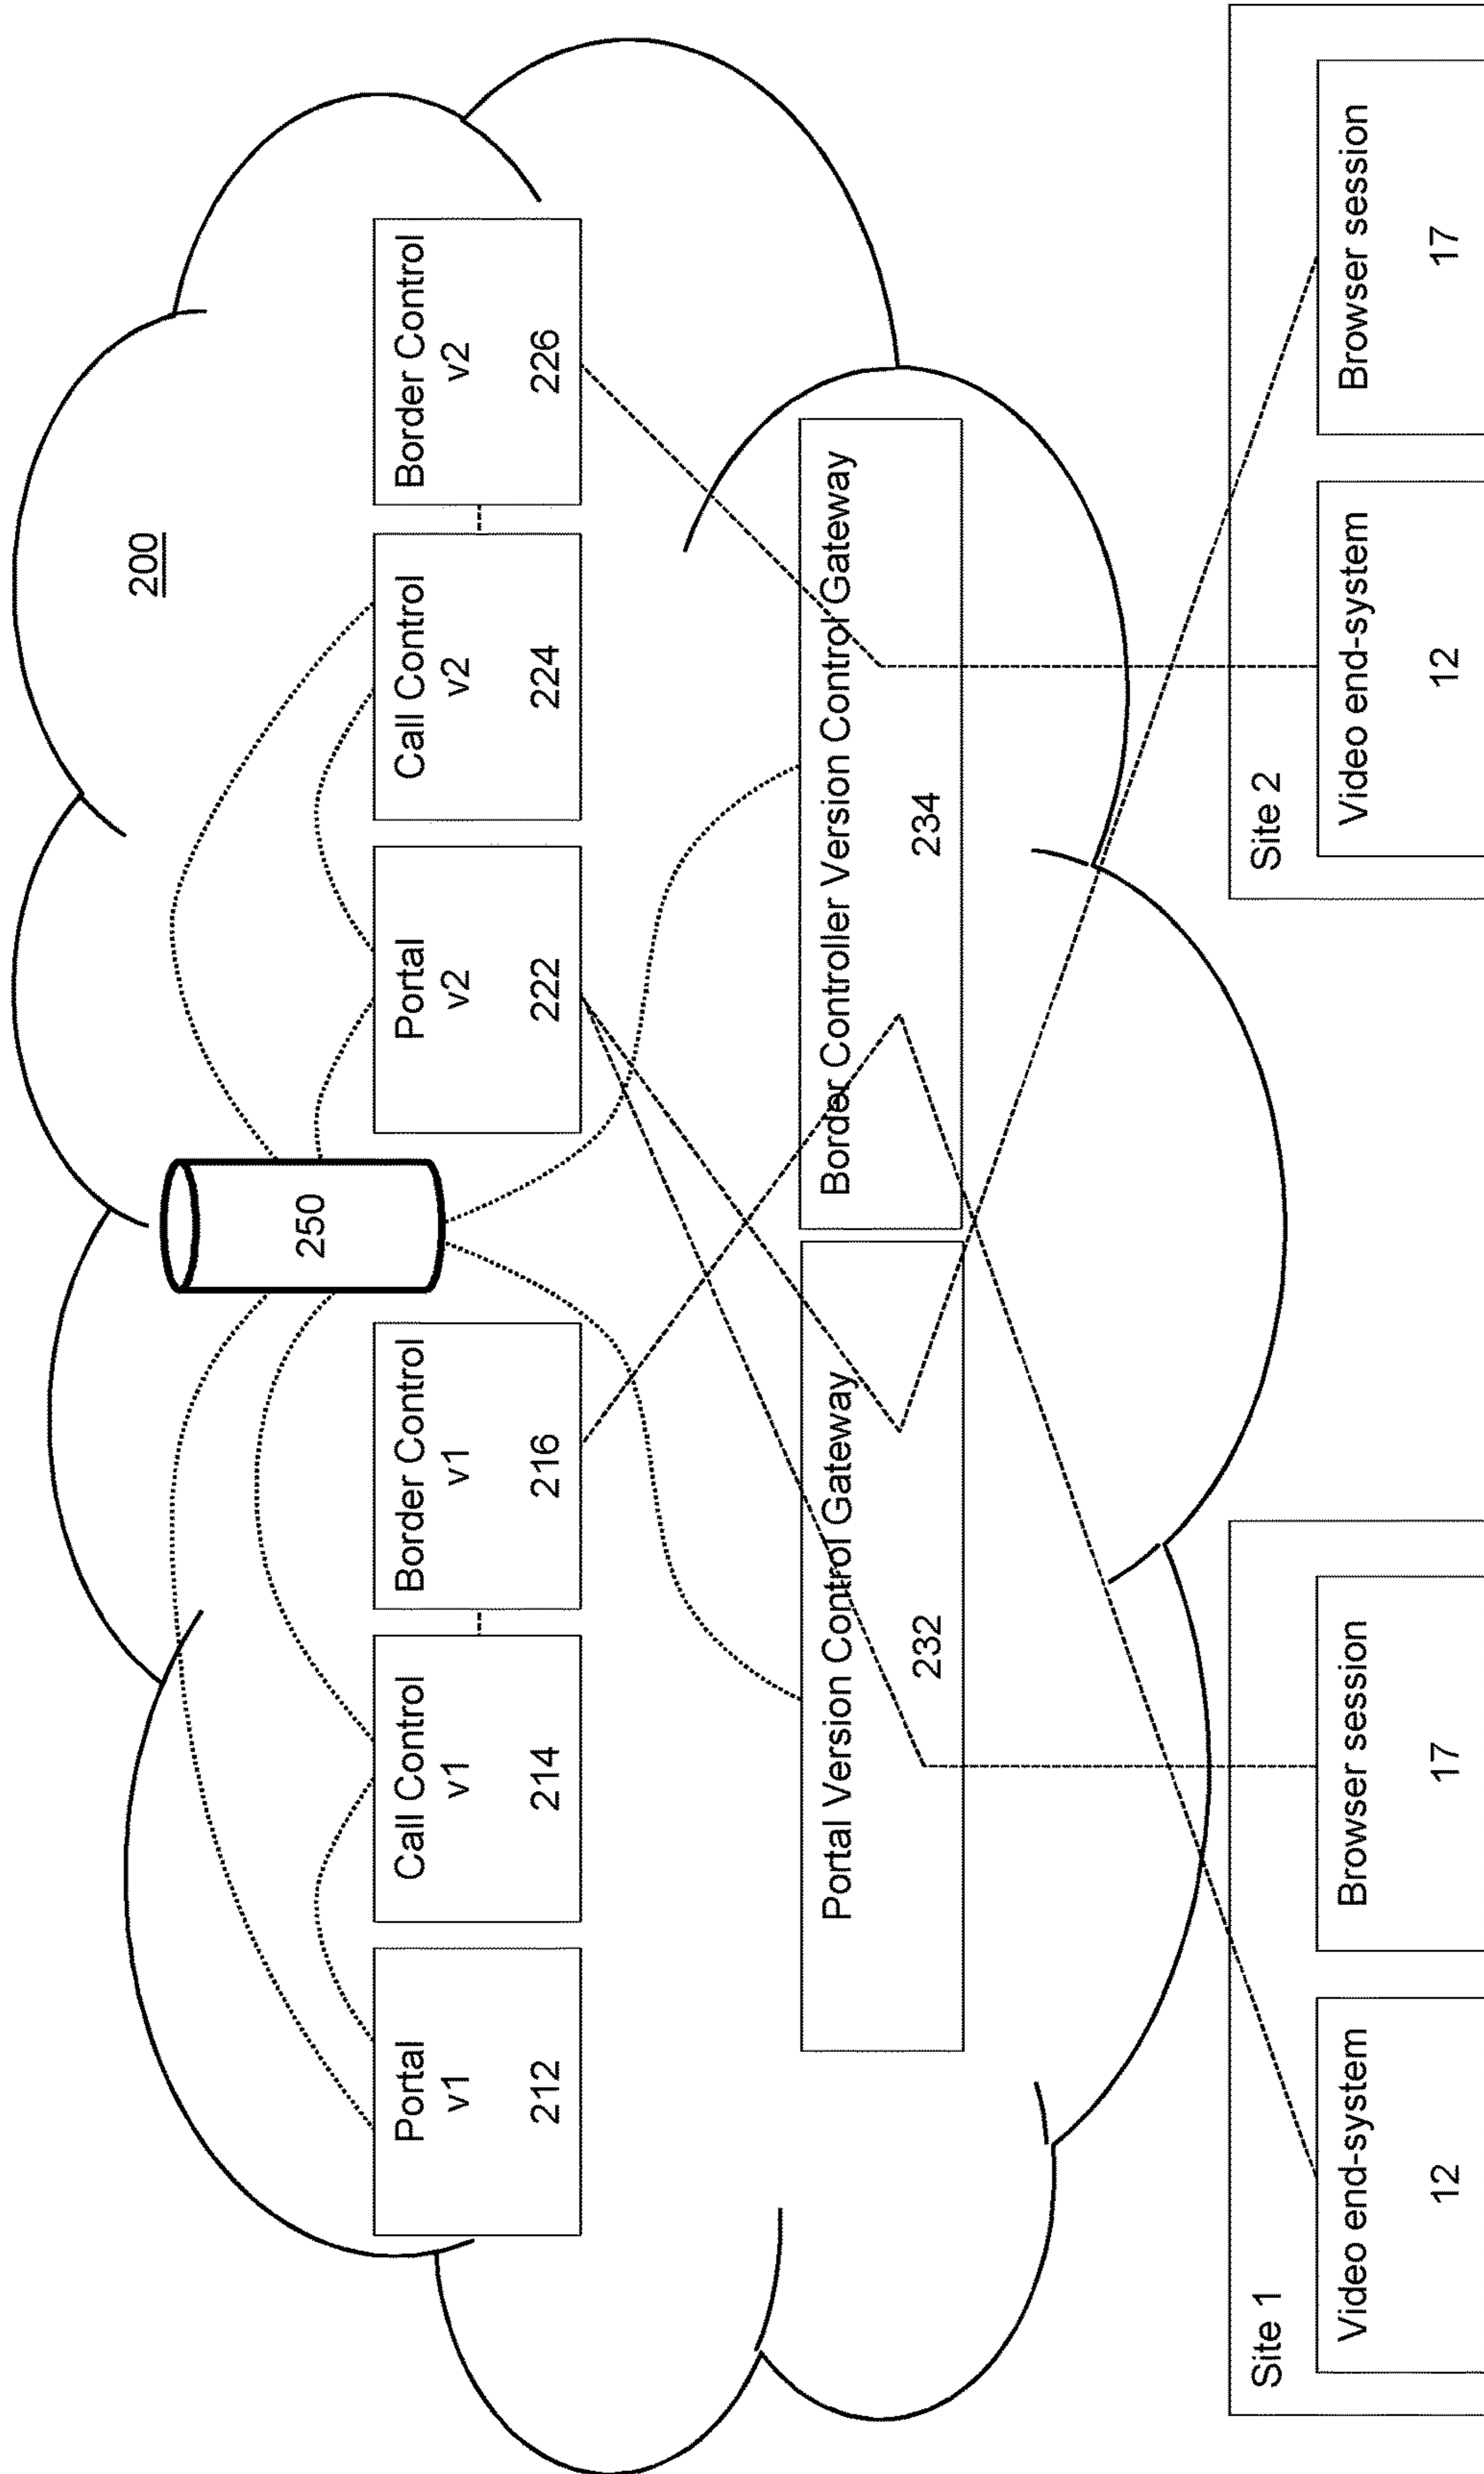 200
250
Portal
v1
212
Call Control
v1
214
Border Control
v1
216
Portal
v2
222
Call Control
v2
224
Border Control
v2
226
Portal Version Control Gateway
232
Border Controller Version Control Gateway
234
Site 1
Video end-system
12
Browser session
17
Site 2
Video end-system
12
Browser session
17